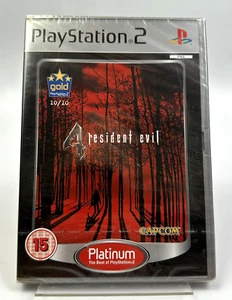 PlayStation 2
gold
10/10
4 resident evil
CAPCOM
15
Platinum
The Best of PlayStation 2